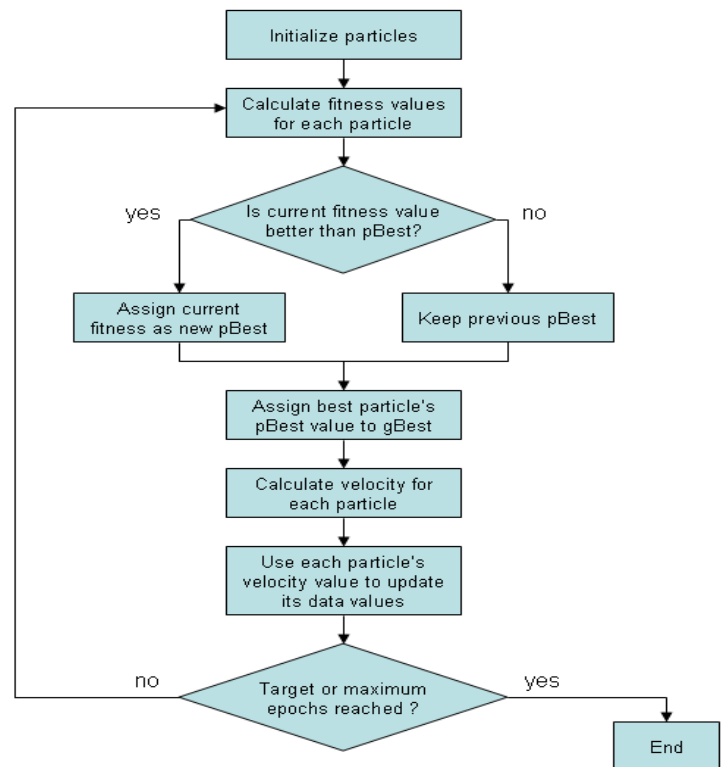 Initialize particles
Calculate fitness values
for each particle
Is current fitness value
better than pBest?
yes
no
Assign current
fitness as new pBest
Keep previous pBest
Assign best particle's
pBest value to gBest
Calculate velocity for
each particle
Use each particle's
velocity value to update
its data values
Target or maximum
epochs reached ?
no
yes
End